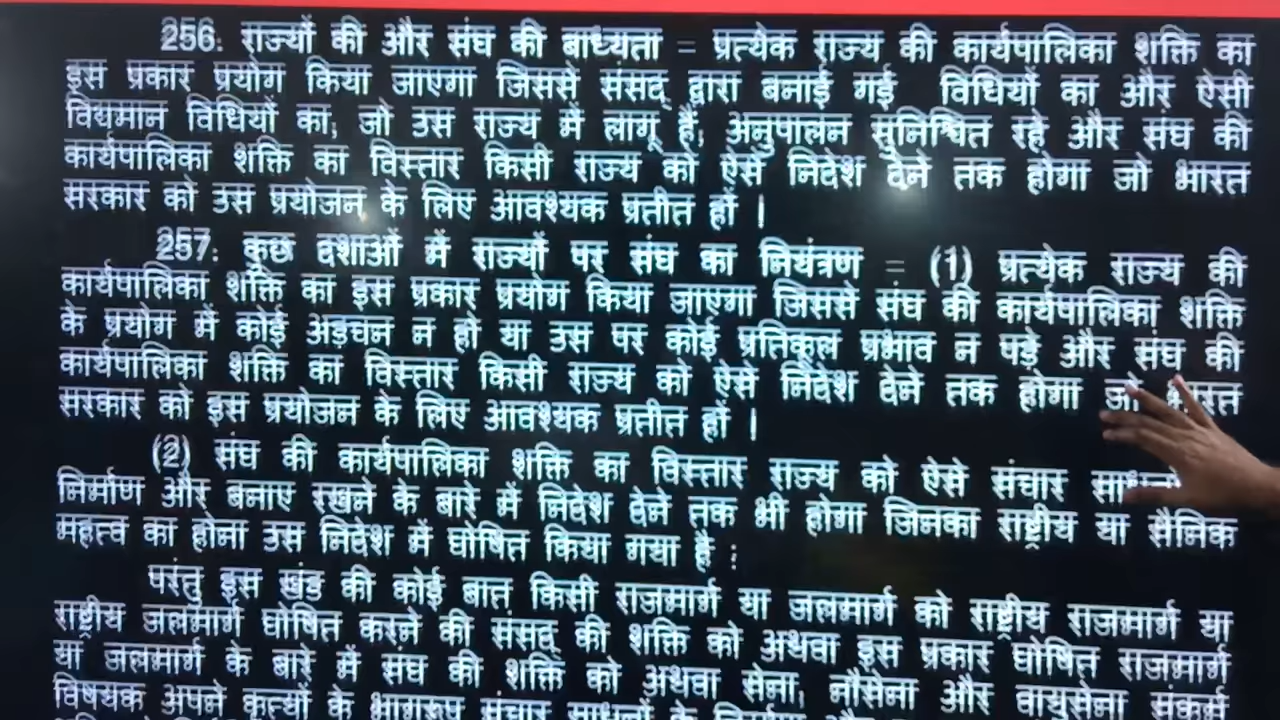 256. राज्यों की और संघ की बाध्यता – प्रत्येक राज्य की कार्यपालिका शक्ति का
इस प्रकार प्रयोग किया जाएगा जिससे संसद् द्वारा बनाई गई विधियों का और ऐसी
विद्यमान विधियों का, जो उस राज्य में लागू हैं, अनुपालन सुनिश्चित रहे और संघ की
कार्यपालिका शक्ति का विस्तार किसी राज्य को ऐसे निदेश देने तक होगा जो भारत
सरकार को उस प्रयोजन के लिए आवश्यक प्रतीत हों ।
257. कुछ दशाओं में राज्यों पर संघ का नियंत्रण – (1) प्रत्येक राज्य की
कार्यपालिका शक्ति का इस प्रकार प्रयोग किया जाएगा जिससे संघ की कार्यपालिका शक्ति
के प्रयोग में कोई अड़चन न हो या उस पर कोई प्रतिकूल प्रभाव न पड़े और संघ की
कार्यपालिका शक्ति का विस्तार किसी राज्य को ऐसे निदेश देने तक होगा जो भारत
सरकार को इस प्रयोजन के लिए आवश्यक प्रतीत हों ।
(2) संघ की कार्यपालिका शक्ति का विस्तार राज्य को ऐसे संचार
निर्माण और बनाए रखने के बारे में निदेश देने तक भी होगा जिनका राष्ट्रीय या सैनिक
महत्व का होना उस निदेश में घोषित किया गया है :
परंतु इस खंड की कोई बात किसी राजमार्ग या जलमार्ग को राष्ट्रीय राजमार्ग या
राष्ट्रीय जलमार्ग घोषित करने की संसद् की शक्ति को अथवा इस प्रकार घोषित राजमार्ग
या जलमार्ग के बारे में संघ की शक्ति को अथवा सेना, नौसेना और वायुसेना संकर्म
विषयक अपने कृत्यों के भागरूप संचार साधनों के निर्माण और